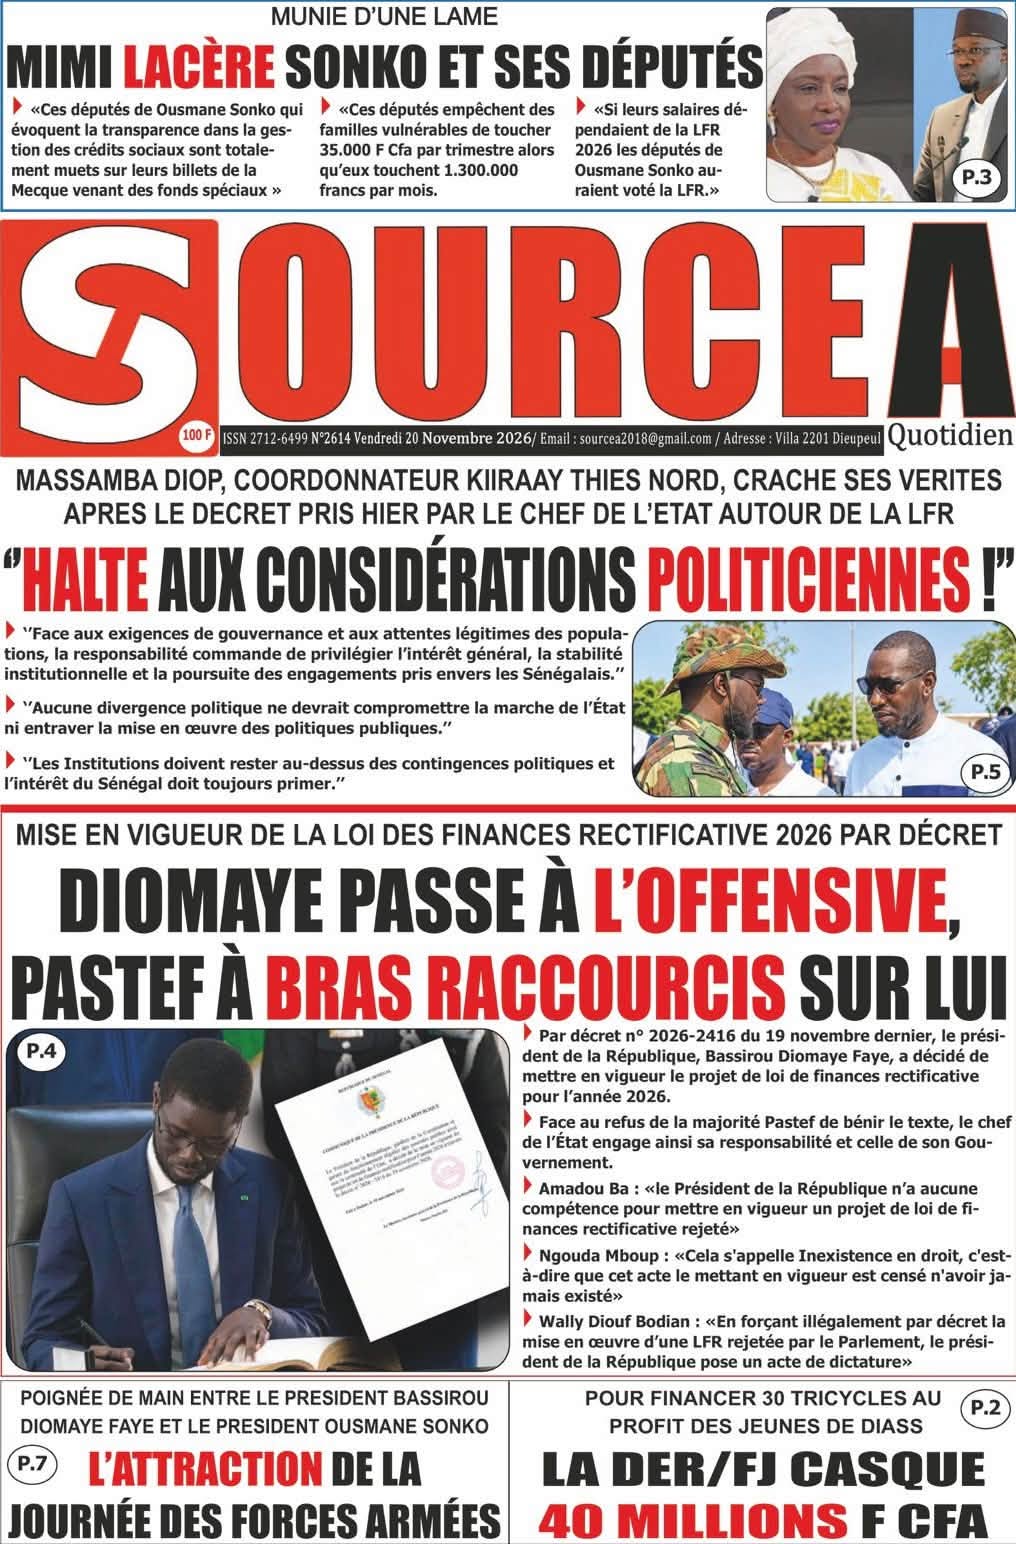 MUNIE D'UNE LAME
MIMI LACÈRE SONKO ET SES DÉPUTÉS
«Ces députés de Ousmane Sonko qui
évoquent la transparence dans la ges-
tion des crédits sociaux sont totale-
ment muets sur leurs billets de la
Mecque venant des fonds spéciaux »
«Ces députés empêchent des
familles vulnérables de toucher
35.000 F Cfa par trimestre alors
qu'eux touchent 1.300.000
francs par mois.
«Si leurs salaires dé-
pendaient de la LFR
2026 les députés de
Ousmane Sonko au-
raient voté la LFR.»
P.3
SOURCEA
100 F
ISSN 2712-6499 N°2614 Vendredi 20 Novembre 2026/ Email : sourcea2018@gmail.com / Adresse : Villa 2201 Dieupeul
Quotidien
MASSAMBA DIOP, COORDONNATEUR KIIRAAY THIES NORD, CRACHE SES VERITES
APRES LE DECRET PRIS HIER PAR LE CHEF DE L'ETAT AUTOUR DE LA LFR
‘’HALTE AUX CONSIDÉRATIONS POLITICIENNES !’’
‘’Face aux exigences de gouvernance et aux attentes légitimes des popula-
tions, la responsabilité commande de privilégier l'intérêt général, la stabilité
institutionnelle et la poursuite des engagements pris envers les Sénégalais.’’
‘’Aucune divergence politique ne devrait compromettre la marche de l'État
ni entraver la mise en œuvre des politiques publiques.’’
‘’Les Institutions doivent rester au-dessus des contingences politiques et
l'intérêt du Sénégal doit toujours primer.’’
P.5
MISE EN VIGUEUR DE LA LOI DES FINANCES RECTIFICATIVE 2026 PAR DÉCRET
DIOMAYE PASSE À L'OFFENSIVE,
PASTEF À BRAS RACCOURCIS SUR LUI
P.4
REPUBLIQUE DU SENEGAL
COMMUNIQUE DE LA PRESIDENCE DE LA REPUBLIQUE
Par décret n° 2026-2416 du 19 novembre dernier, le prési-
dent de la République, Bassirou Diomaye Faye, a décidé de
mettre en vigueur le projet de loi de finances rectificative
pour l'année 2026.
Face au refus de la majorité Pastef de bénir le texte, le chef
de l'État engage ainsi sa responsabilité et celle de son Gou-
vernement.
Amadou Ba : «le Président de la République n'a aucune
compétence pour mettre en vigueur un projet de loi de fi-
nances rectificative rejeté»
Ngouda Mboup : «Cela s'appelle Inexistence en droit, c'est-
à-dire que cet acte le mettant en vigueur est censé n'avoir ja-
mais existé»
Wally Diouf Bodian : «En forçant illégalement par décret la
mise en œuvre d'une LFR rejetée par le Parlement, le prési-
dent de la République pose un acte de dictature»
POIGNÉE DE MAIN ENTRE LE PRESIDENT BASSIROU
DIOMAYE FAYE ET LE PRESIDENT OUSMANE SONKO
P.7
L'ATTRACTION DE LA
JOURNÉE DES FORCES ARMÉES
POUR FINANCER 30 TRICYCLES AU
PROFIT DES JEUNES DE DIASS
P.2
LA DER/FJ CASQUE
40 MILLIONS F CFA